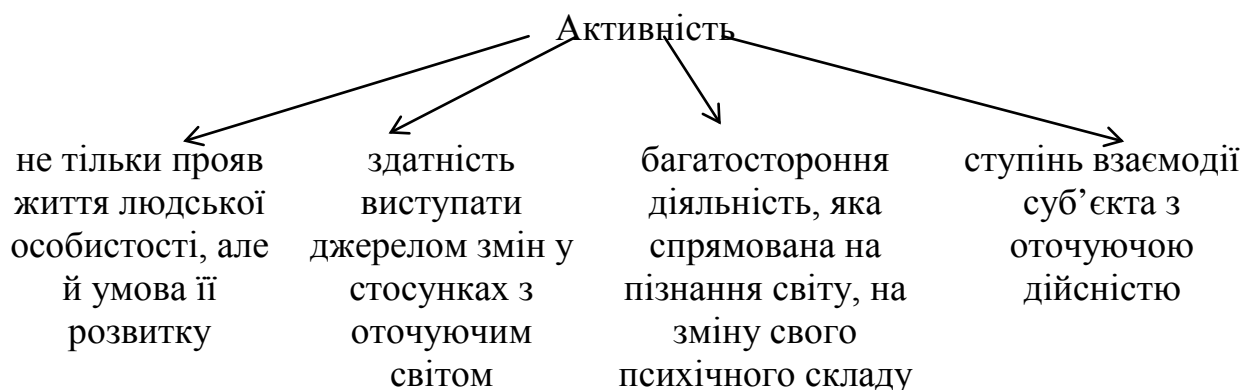 Активність
не тільки прояв
життя людської
особистості, але
й умова її
розвитку
здатність
виступати
джерелом змін у
стосунках з
оточуючим
світом
багатостороння
діяльність, яка
спрямована на
пізнання світу, на
зміну свого
психічного складу
ступінь взаємодії
суб’єкта з
оточуючою
дійсністю